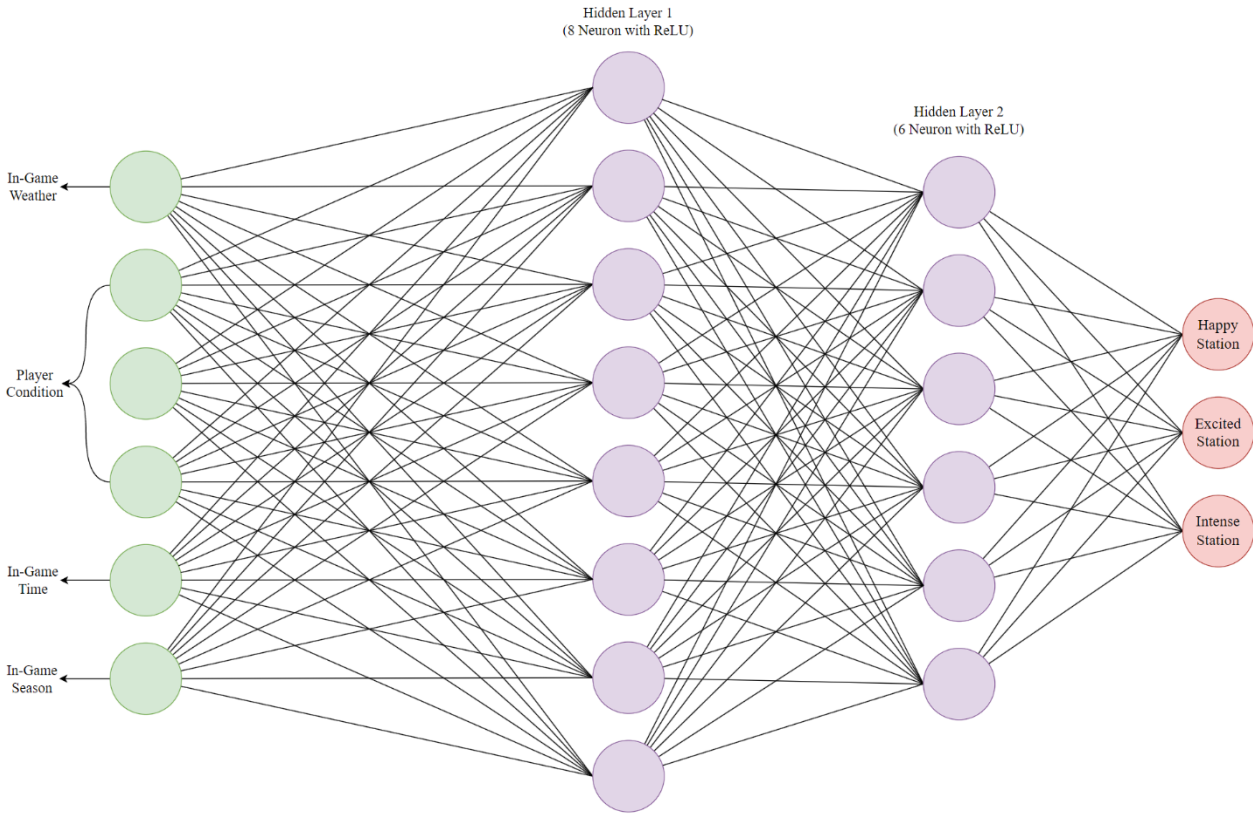 Hidden Layer 1
(8 Neuron with ReLU)
Hidden Layer 2
(6 Neuron with ReLU)
In-Game
Weather
Player
Condition
In-Game
Time
In-Game
Season
Happy
Station
Excited
Station
Intense
Station